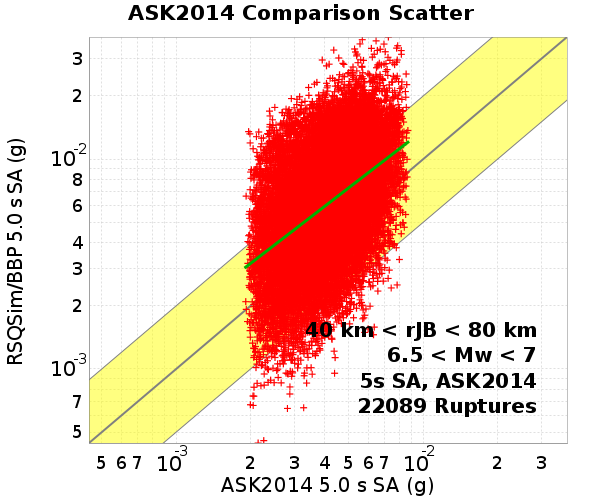 ASK2014 Comparison Scatter
RSQSim/BBP 5.0 s SA (g)
3
2
10-2
8
6
4
3
2
10-3
7
5
40 km < rJB < 80 km
6.5 < Mw < 7
5s SA, ASK2014
22089 Ruptures
5 6 7 10-3 2 3 4 5 6 7 10-2 2 3
ASK2014 5.0 s SA (g)